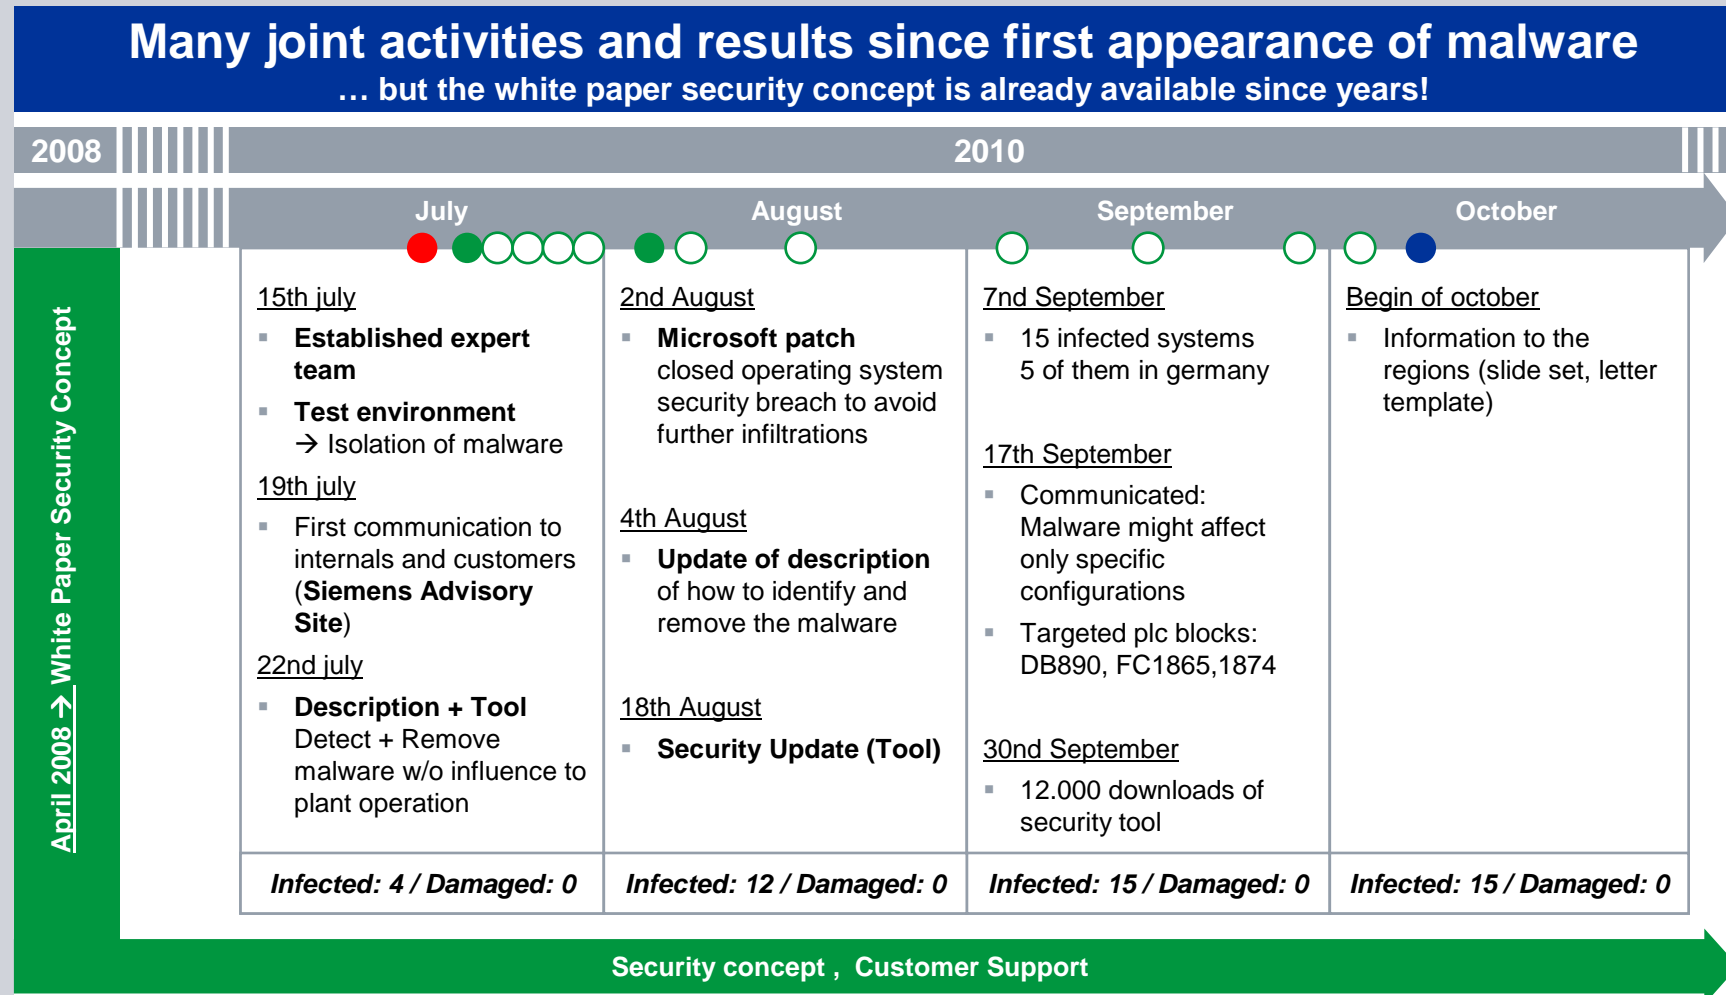 Many joint activities and results since first appearance of malware
… but the white paper security concept is already available since years!
2008
2010
July
August
September
October
April 2008 → White Paper Security Concept
15th july
▪ Established expert
team
▪ Test environment
→ Isolation of malware
19th july
▪ First communication to
internals and customers
(Siemens Advisory
Site)
22nd july
▪ Description + Tool
Detect + Remove
malware w/o influence to
plant operation
Infected: 4 / Damaged: 0
2nd August
▪ Microsoft patch
closed operating system
security breach to avoid
further infiltrations
4th August
▪ Update of description
of how to identify and
remove the malware
18th August
▪ Security Update (Tool)
Infected: 12 / Damaged: 0
7nd September
▪ 15 infected systems
5 of them in germany
17th September
▪ Communicated:
Malware might affect
only specific
configurations
▪ Targeted plc blocks:
DB890, FC1865,1874
30nd September
▪ 12.000 downloads of
security tool
Infected: 15 / Damaged: 0
Begin of october
▪ Information to the
regions (slide set, letter
template)
Infected: 15 / Damaged: 0
Security concept , Customer Support